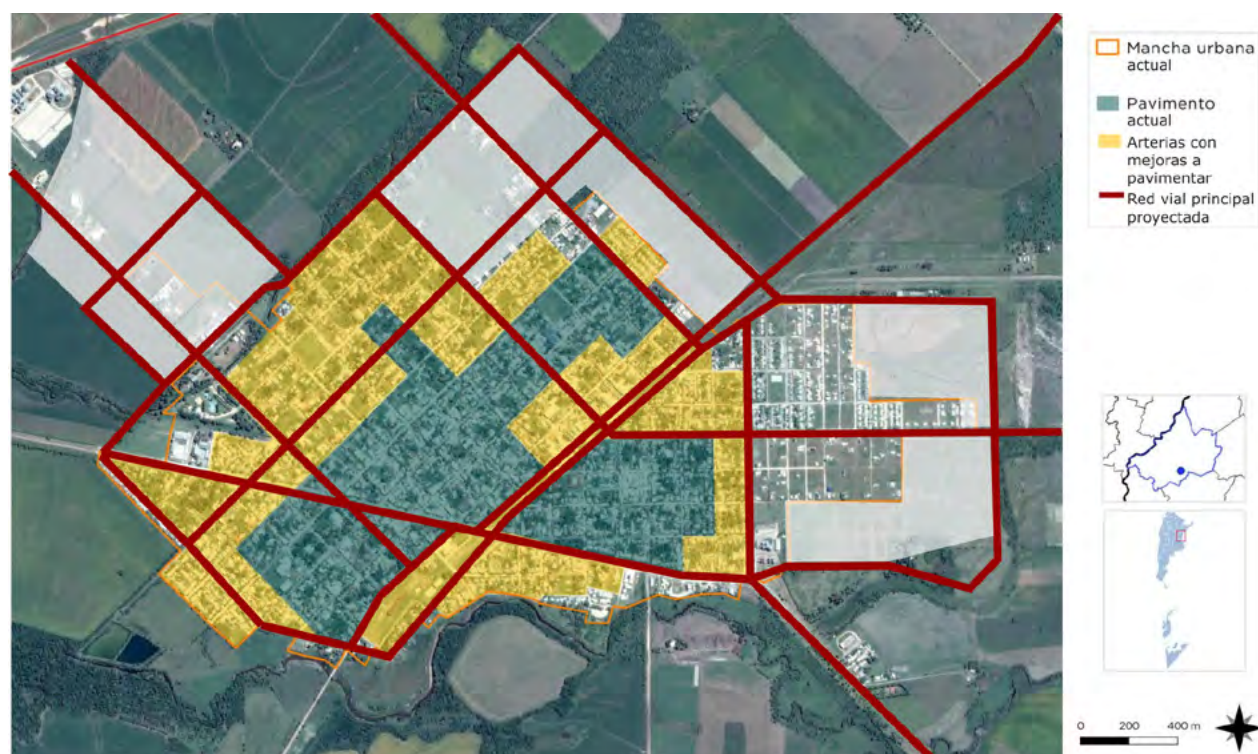 Mancha urbana
actual
Pavimento
actual
Arterias con
mejoras a
pavimentar
Red vial principal
proyectada
0 200 400 m